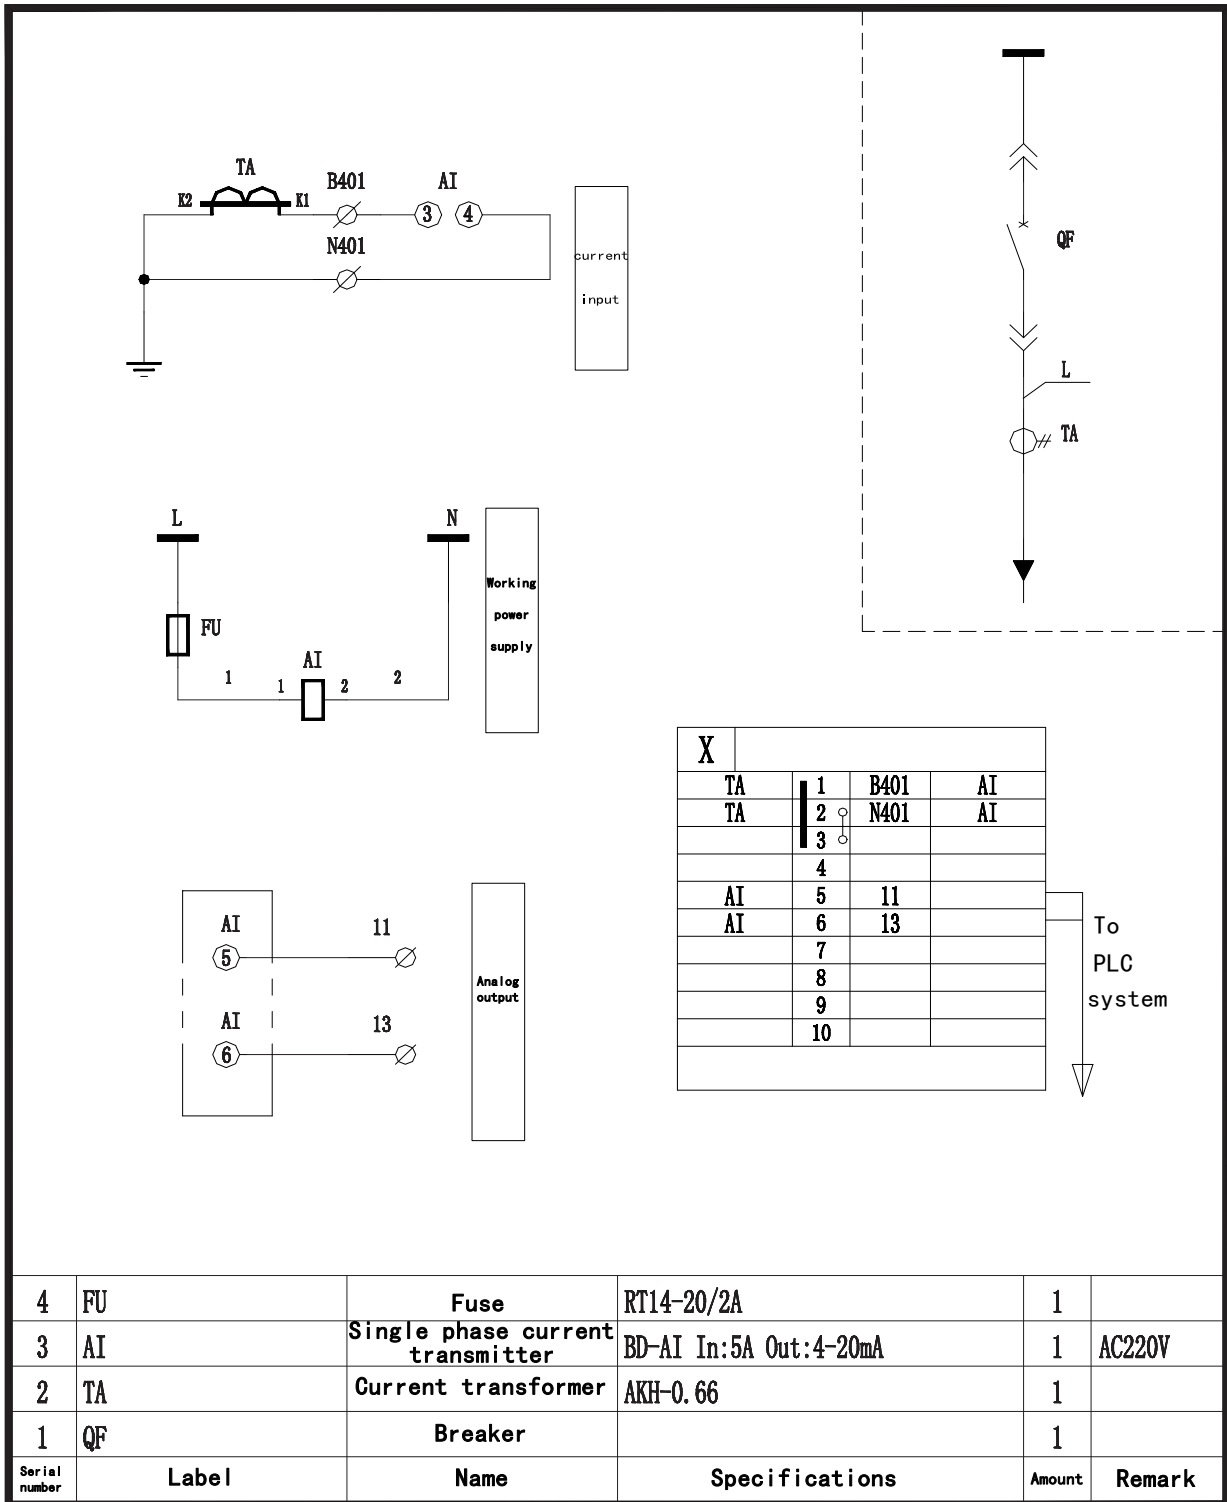 TA
K2
K1
B401
AI
3
4
N401
current
input
QF
L
TA
L
N
FU
1
AI
1
2
2
Working
power
supply
X
TA 1 B401 AI
TA 2 N401 AI
3
4
AI 5 11
AI 6 13
7
8
9
10
To
PLC
system
AI
5
11
AI
6
13
Analog
output
4 FU Fuse RT14-20/2A 1
3 AI Single phase current transmitter BD-AI In:5A Out:4-20mA 1 AC220V
2 TA Current transformer AKH-0.66 1
1 QF Breaker 1
Serial number Label Name Specifications Amount Remark